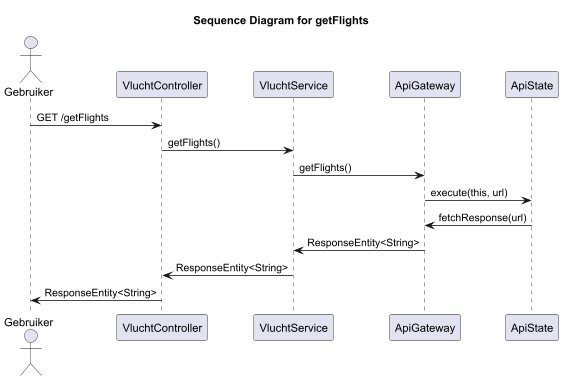 Sequence Diagram for getFlights
Gebruiker
VluchtController
VluchtService
ApiGateway
ApiState
GET /getFlights
getFlights()
getFlights()
execute(this, url)
fetchResponse(url)
ResponseEntity<String>
ResponseEntity<String>
ResponseEntity<String>
Gebruiker
VluchtController
VluchtService
ApiGateway
ApiState